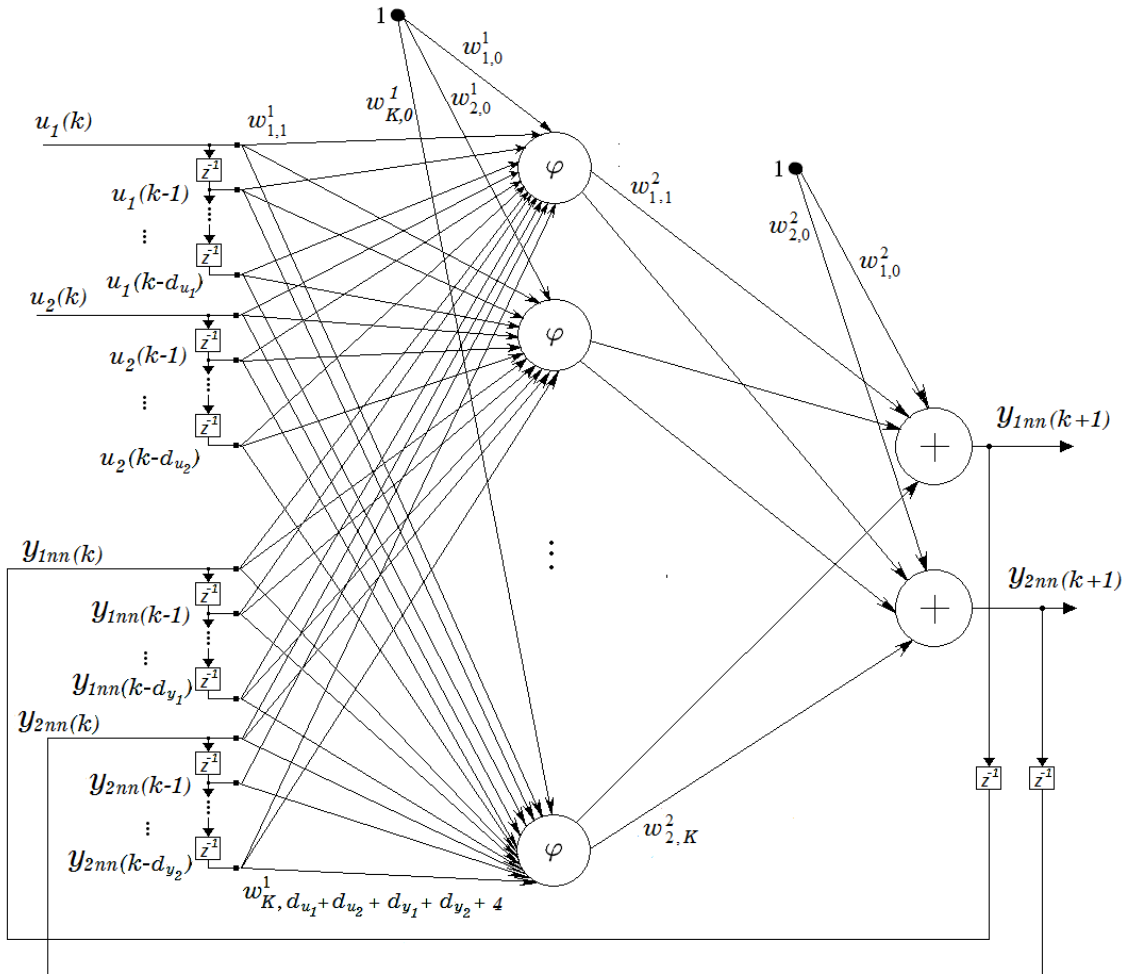 1
w^1_{1,0}
w^1_{K,0}
w^1_{2,0}
u_1(k)
w^1_{1,1}
z^{-1}
φ
u_1(k-1)
⋮
z^{-1}
u_1(k-d_{u_1})
1
w^2_{1,1}
w^2_{2,0}
w^2_{1,0}
u_2(k)
z^{-1}
φ
u_2(k-1)
⋮
z^{-1}
u_2(k-d_{u_2})
+
y_{1nn}(k+1)
y_{1nn}(k)
z^{-1}
⋮
+
y_{2nn}(k+1)
y_{1nn}(k-1)
⋮
z^{-1}
y_{1nn}(k-d_{y_1})
y_{2nn}(k)
z^{-1}
y_{2nn}(k-1)
z^{-1}
z^{-1}
⋮
z^{-1}
y_{2nn}(k-d_{y_2})
φ
w^2_{2,K}
w^1_{K, d_{u_1}+d_{u_2}+d_{y_1}+d_{y_2}+4}